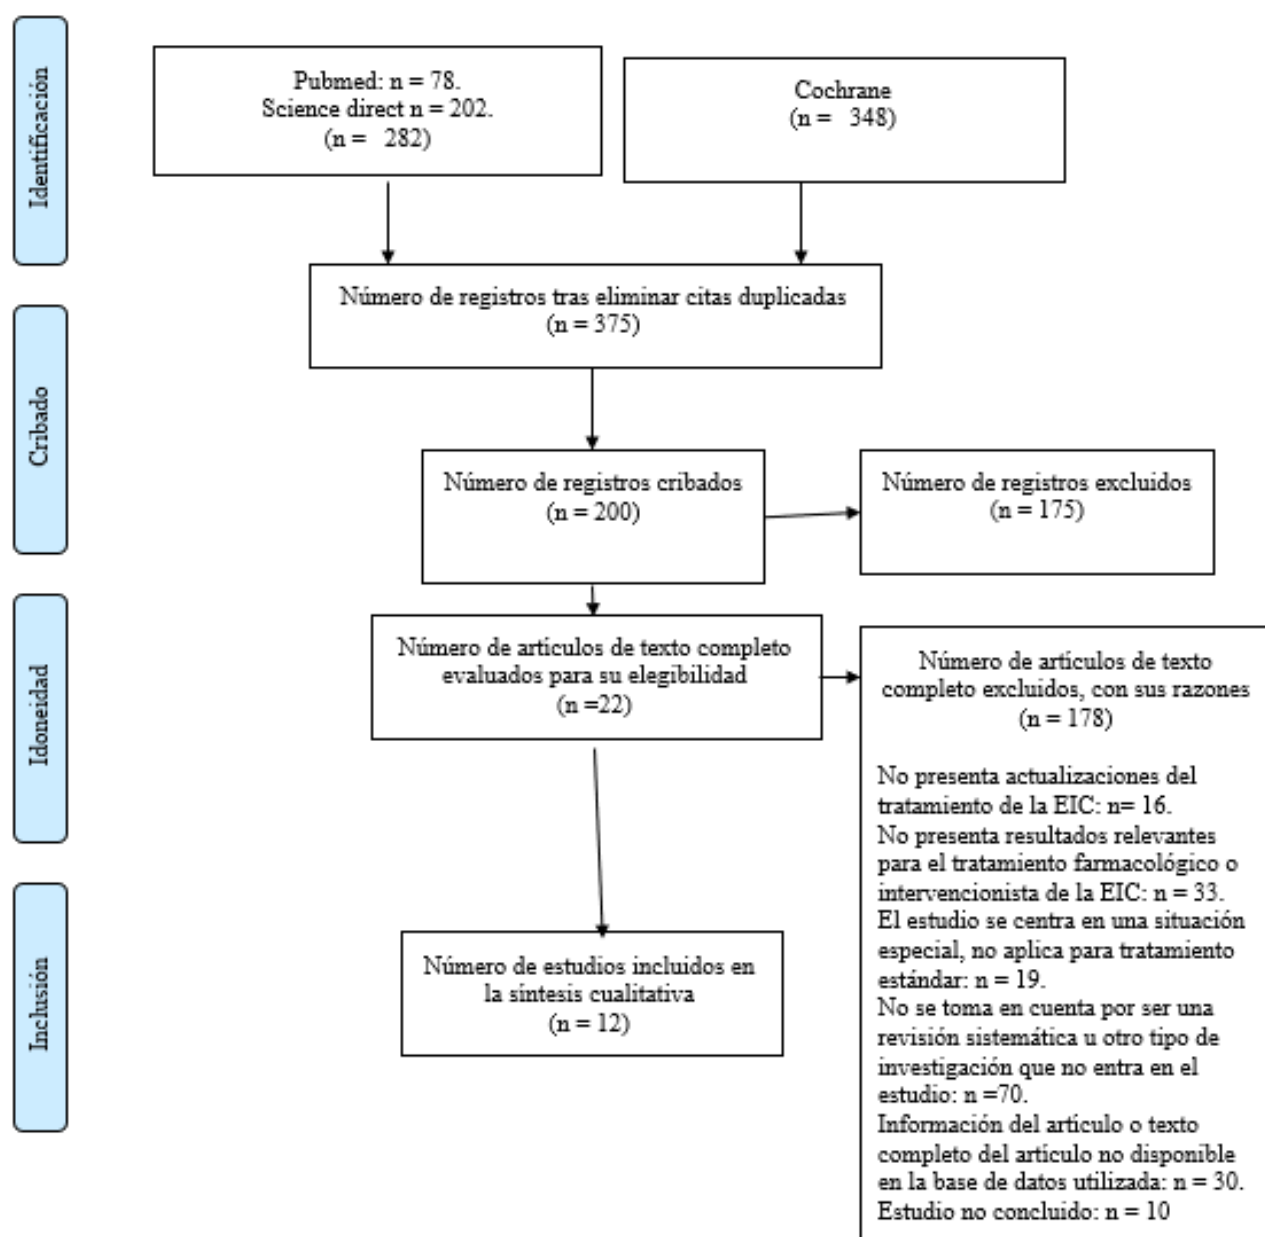 Identificación
Pubmed: n = 78.
Science direct n = 202.
(n = 282)
Cochrane
(n = 348)
Número de registros tras eliminar citas duplicadas
(n = 375)
Cribado
Número de registros cribados
(n = 200)
Número de registros excluidos
(n = 175)
Idoneidad
Número de artículos de texto completo
evaluados para su elegibilidad
(n =22)
Número de artículos de texto
completo excluidos, con sus razones
(n = 178)
No presenta actualizaciones del
tratamiento de la EIC: n= 16.
No presenta resultados relevantes
para el tratamiento farmacológico o
intervencionista de la EIC: n = 33.
El estudio se centra en una situación
especial, no aplica para tratamiento
estándar: n = 19.
No se toma en cuenta por ser una
revisión sistemática u otro tipo de
investigación que no entra en el
estudio: n =70.
Información del artículo o texto
completo del artículo no disponible
en la base de datos utilizada: n = 30.
Estudio no concluido: n = 10
Inclusión
Número de estudios incluidos en
la síntesis cualitativa
(n = 12)